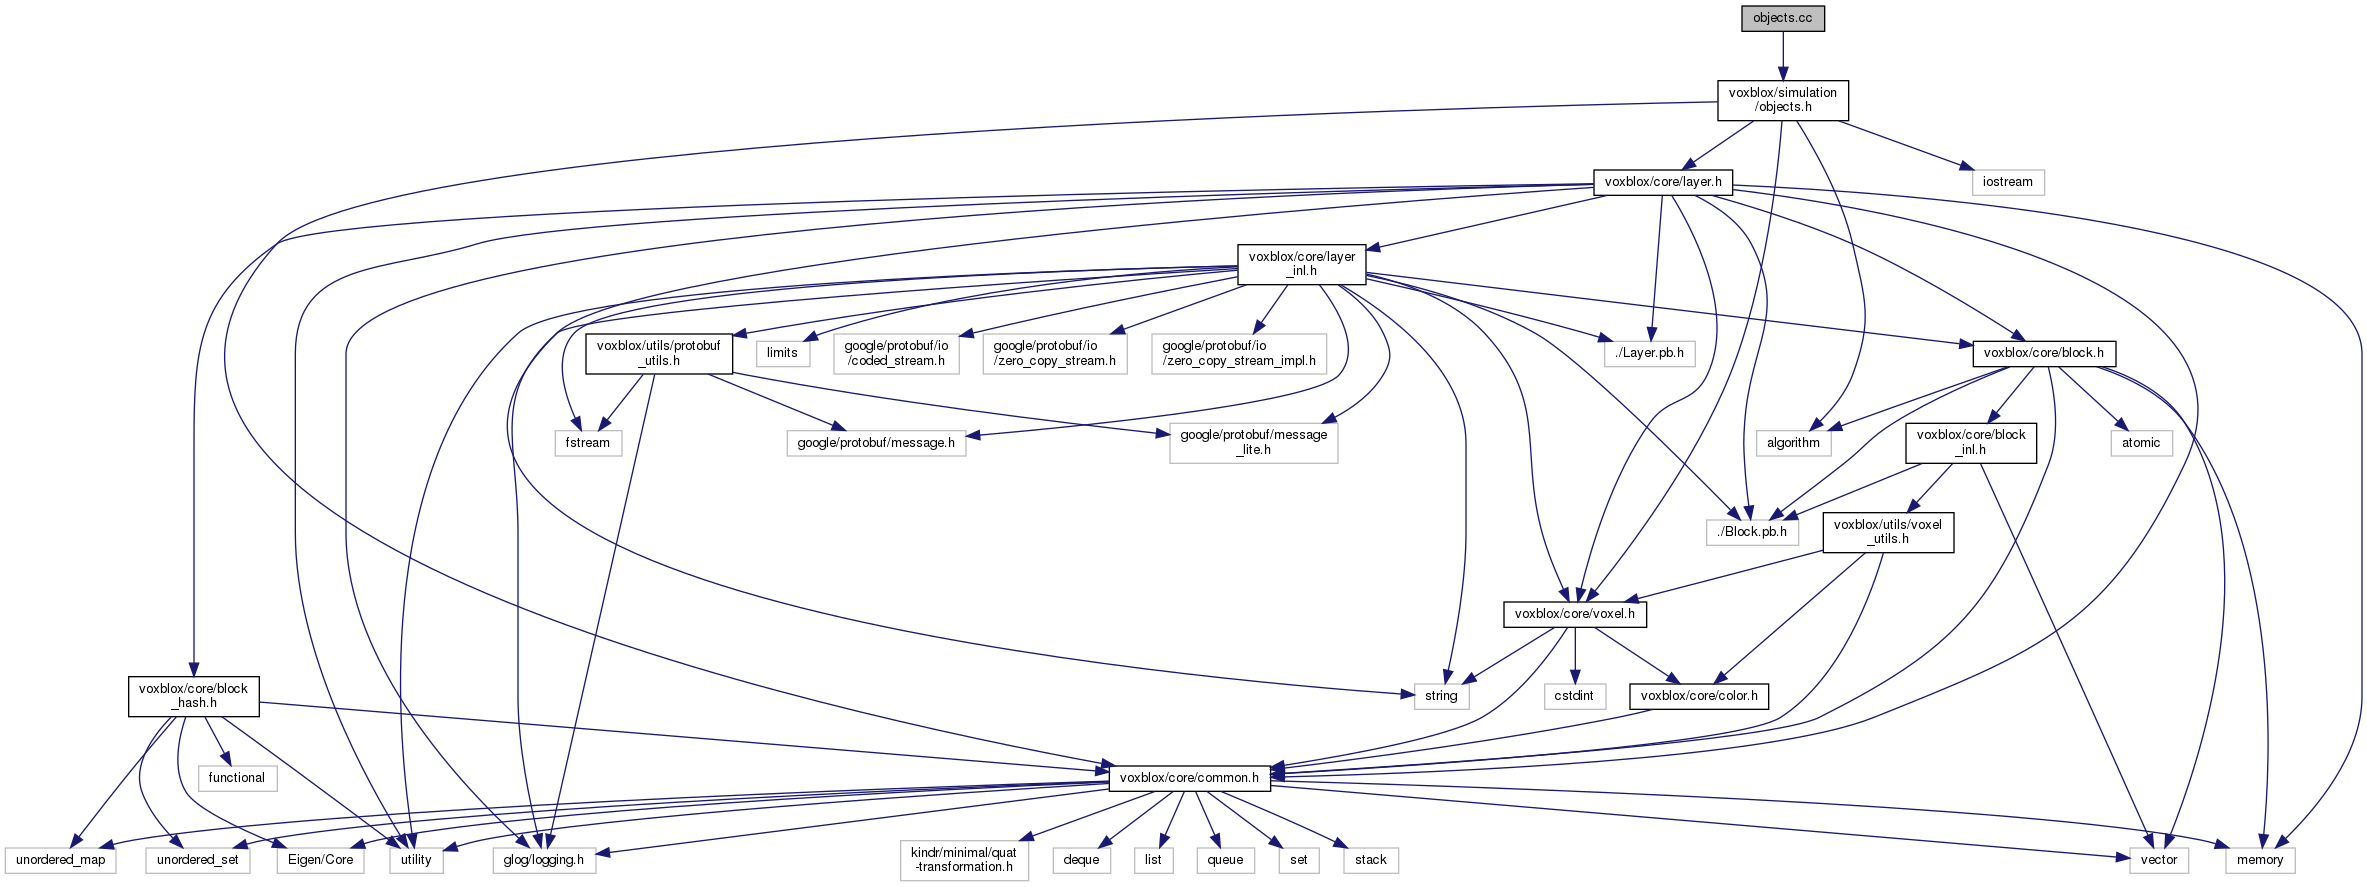 objects.cc
voxblox/simulation
/objects.h
voxblox/core/layer.h
iostream
voxblox/core/layer
_inl.h
voxblox/utils/protobuf
_utils.h
limits
google/protobuf/io
/coded_stream.h
google/protobuf/io
/zero_copy_stream.h
google/protobuf/io
/zero_copy_stream_impl.h
./Layer.pb.h
voxblox/core/block.h
fstream
google/protobuf/message.h
google/protobuf/message
_lite.h
algorithm
voxblox/core/block
_inl.h
atomic
./Block.pb.h
voxblox/utils/voxel
_utils.h
voxblox/core/voxel.h
voxblox/core/block
_hash.h
string
cstdint
voxblox/core/color.h
functional
voxblox/core/common.h
unordered_map
unordered_set
Eigen/Core
utility
glog/logging.h
kindr/minimal/quat
-transformation.h
deque
list
queue
set
stack
vector
memory